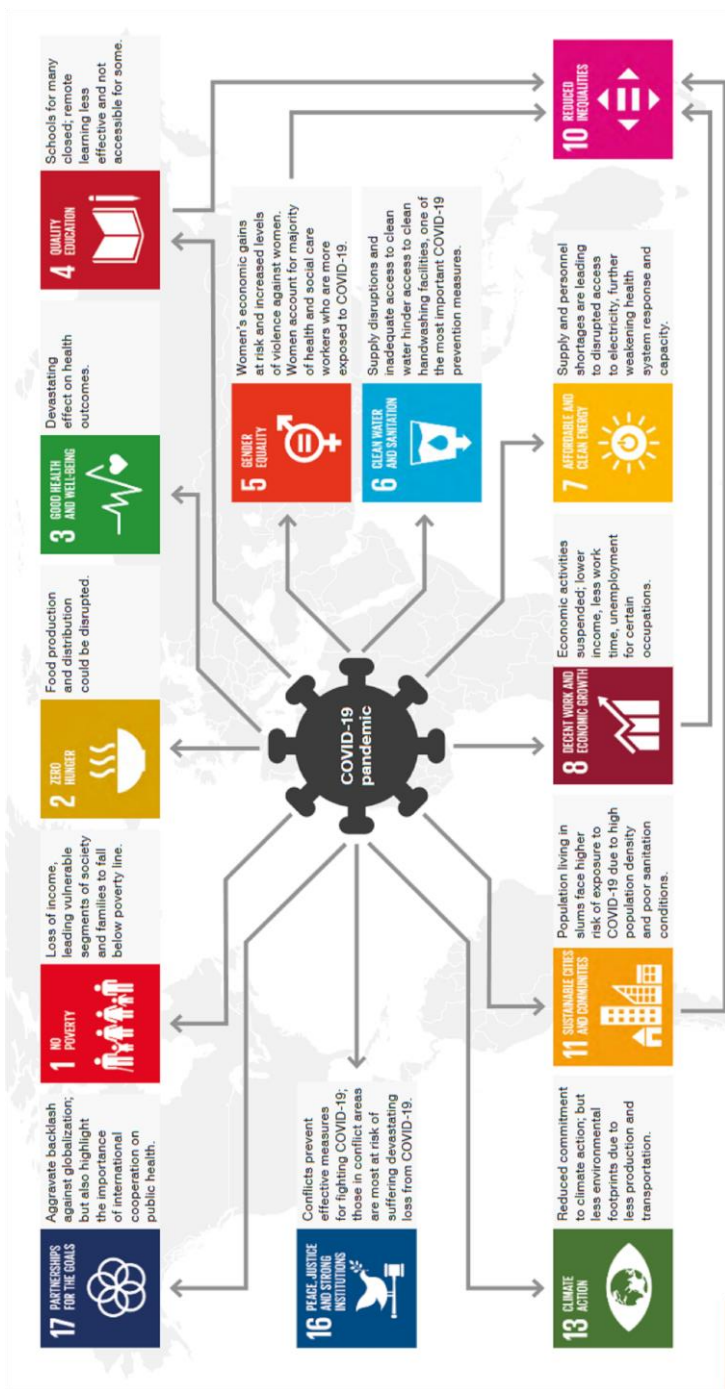 17 PARTNERSHIPS
FOR THE GOALS
Aggravate backlash
against globalization;
but also highlight
the importance
of international
cooperation on
public health.
1 NO
POVERTY
Loss of income,
leading vulnerable
segments of society
and families to fall
below poverty line.
2 ZERO
HUNGER
Food production
and distribution
could be disrupted.
3 GOOD HEALTH
AND WELL-BEING
Devastating
effect on health
outcomes.
4 QUALITY
EDUCATION
Schools for many
closed; remote
learning less
effective and not
accessible for some.
16 PEACE, JUSTICE
AND STRONG
INSTITUTIONS
Conflicts prevent
effective measures
for fighting COVID-19;
those in conflict areas
are most at risk of
suffering devastating
loss from COVID-19.
COVID-19
pandemic
5 GENDER
EQUALITY
Women's economic gains
at risk and increased levels
of violence against women.
Women account for majority
of health and social care
workers who are more
exposed to COVID-19.
6 CLEAN WATER
AND SANITATION
Supply disruptions and
inadequate access to clean
water hinder access to clean
handwashing facilities, one of
the most important COVID-19
prevention measures.
13 CLIMATE
ACTION
Reduced commitment
to climate action; but
less environmental
footprints due to
less production and
transportation.
11 SUSTAINABLE CITIES
AND COMMUNITIES
Population living in
slums face higher
risk of exposure to
COVID-19 due to high
population density
and poor sanitation
conditions.
8 DECENT WORK AND
ECONOMIC GROWTH
Economic activities
suspended; lower
income, less work
time, unemployment
for certain
occupations.
7 AFFORDABLE AND
CLEAN ENERGY
Supply and personnel
shortages are leading
to disrupted access
to electricity, further
weakening health
system response and
capacity.
10 REDUCED
INEQUALITIES